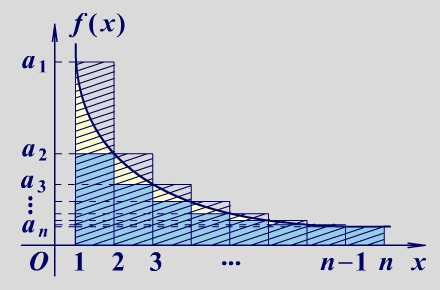 f(x)
a₁
a₂
a₃
⋮
aₙ
O 1 2 3 ... n−1 n x